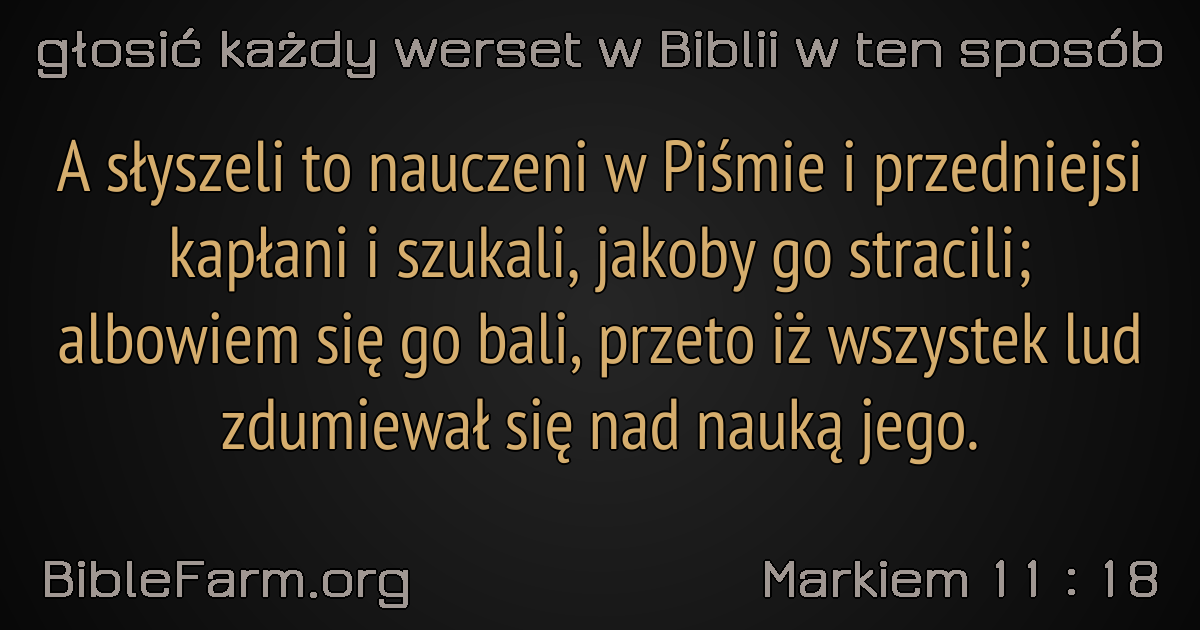 głosić każdy werset w Biblii w ten sposób
A słyszeli to nauczeni w Piśmie i przedniejsi
kapłani i szukali, jakoby go stracili;
albowiem się go bali, przeto iż wszystek lud
zdumiewał się nad nauką jego.
BibleFarm.org
Markiem 11 : 18